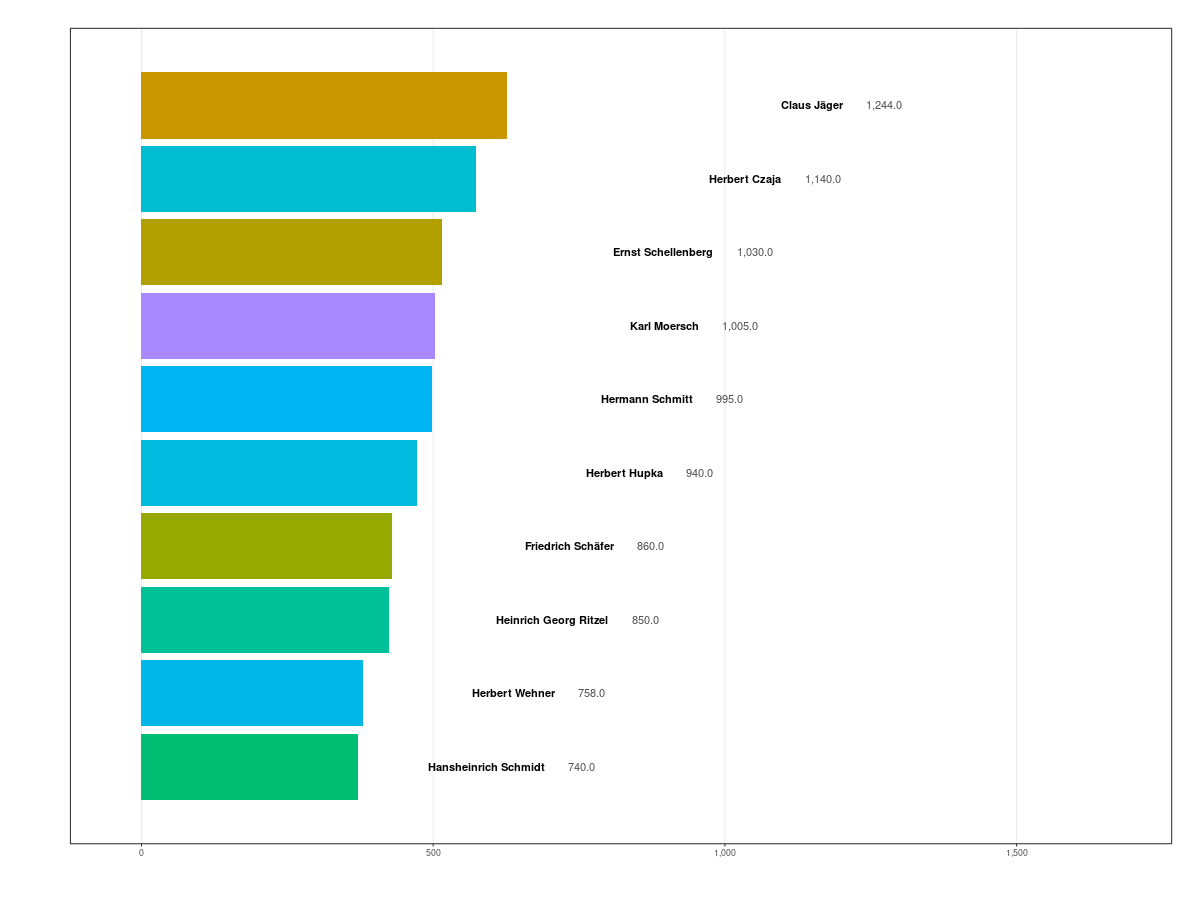 Claus Jäger 1,244.0
Herbert Czaja 1,140.0
Ernst Schellenberg 1,030.0
Karl Moersch 1,005.0
Hermann Schmitt 995.0
Herbert Hupka 940.0
Friedrich Schäfer 860.0
Heinrich Georg Ritzel 850.0
Herbert Wehner 758.0
Hansheinrich Schmidt 740.0
0 500 1,000 1,500